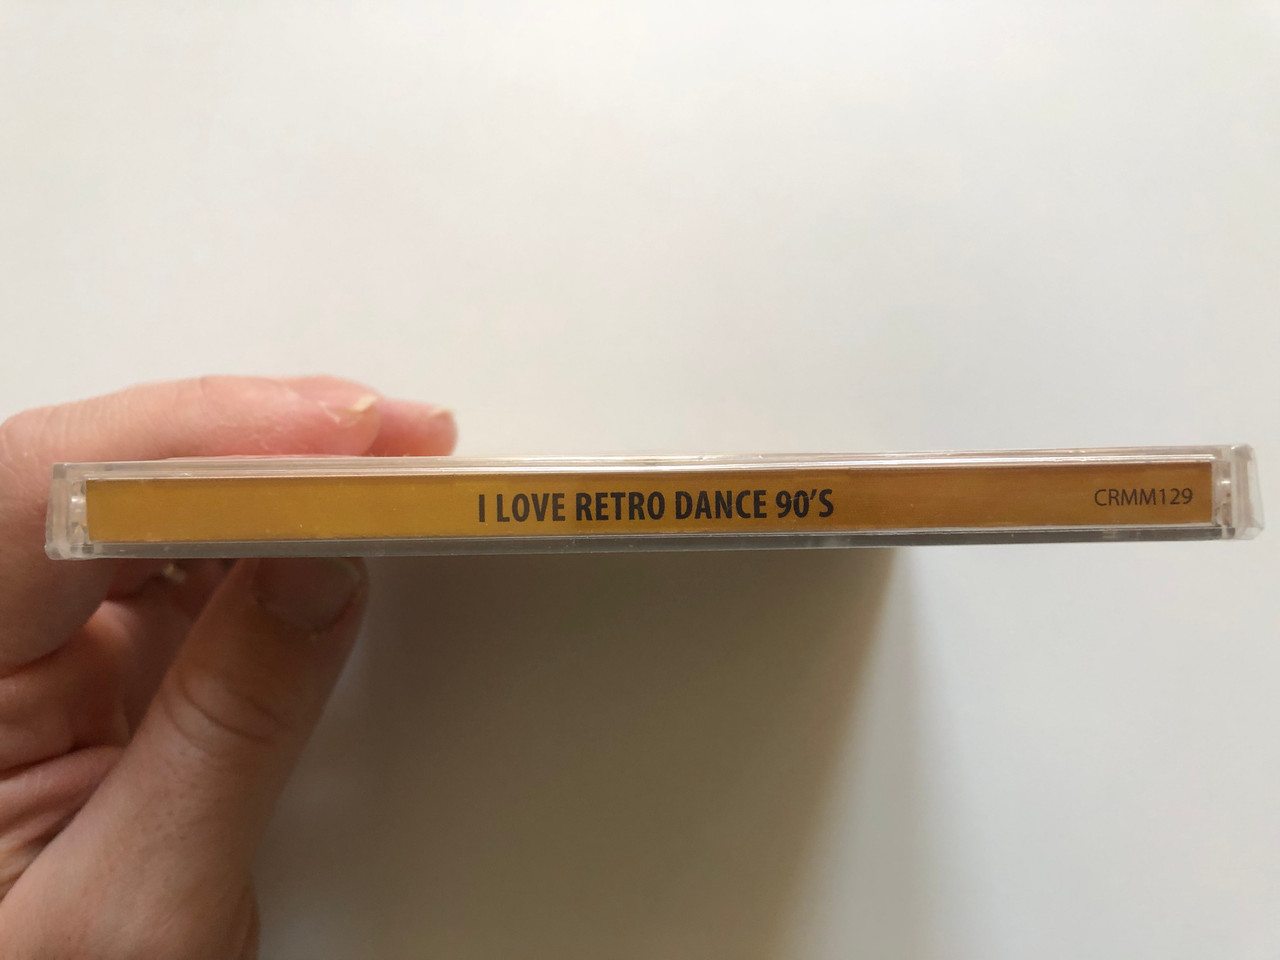 I LOVE RETRO DANCE 90'S
CRMM129